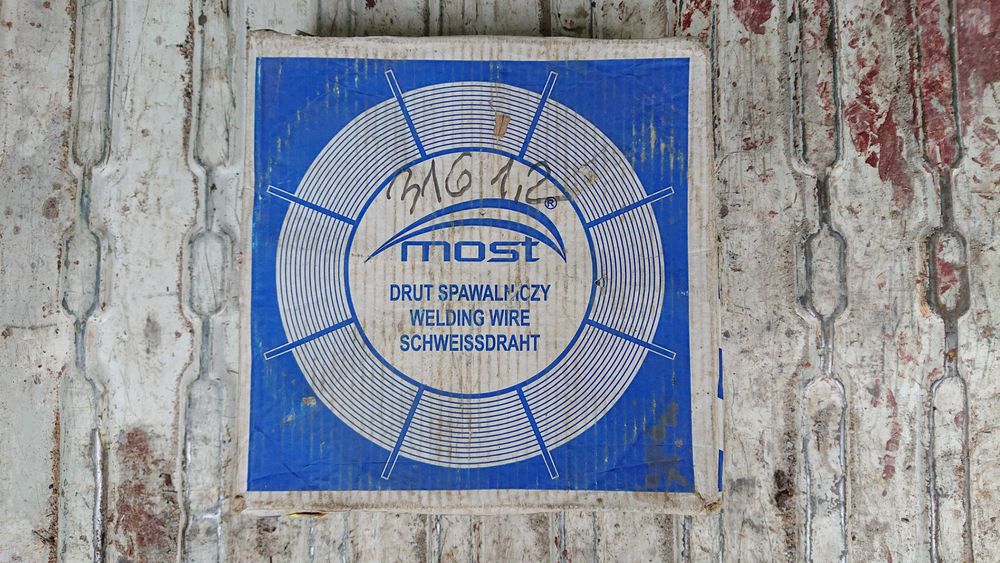 316 1,2
®
most
DRUT SPAWALNICZY
WELDING WIRE
SCHWEISSDRAHT